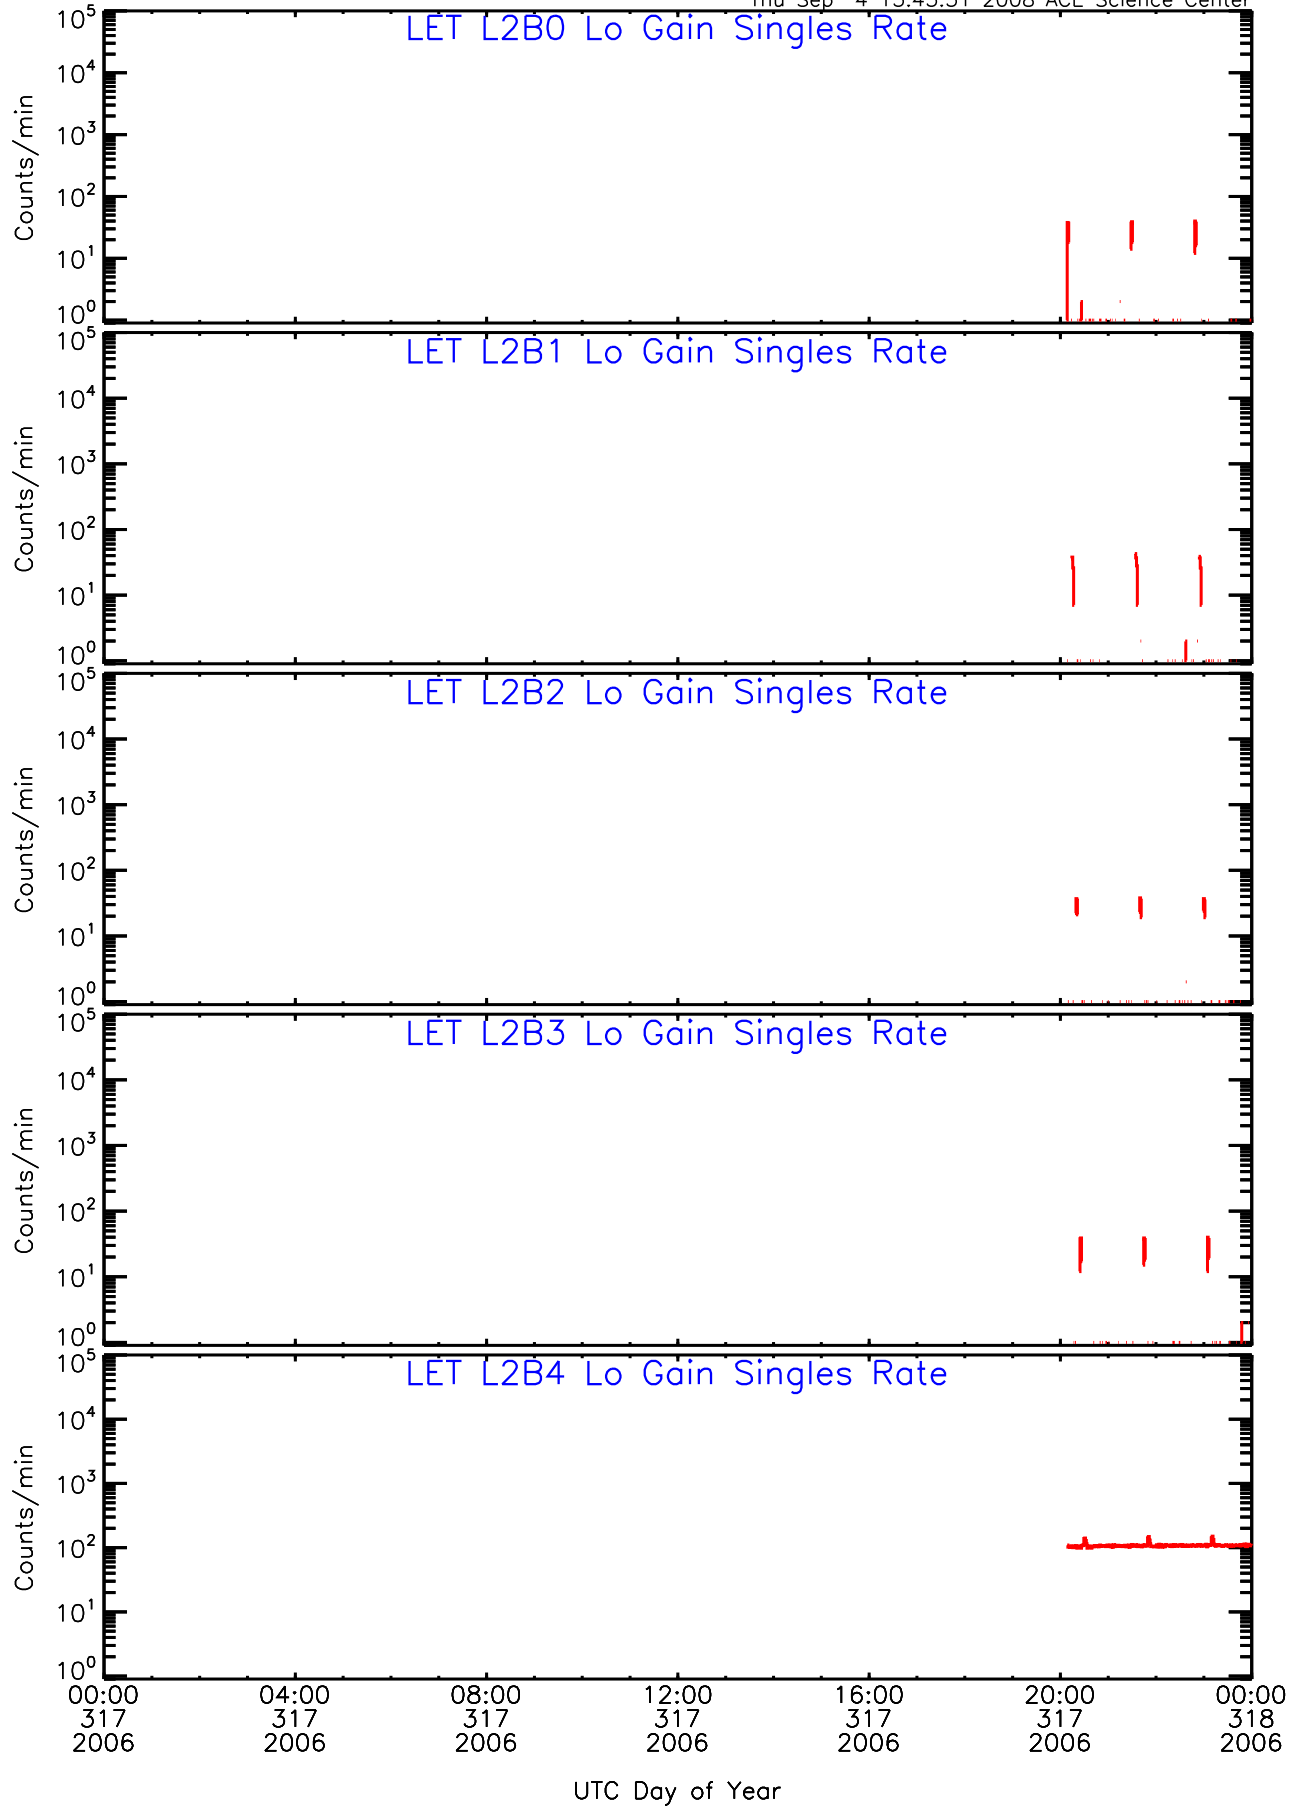 LET L2B0 Lo Gain Singles Rate
10^5
10^4
10^3
10^2
10^1
10^0
Counts/min
LET L2B1 Lo Gain Singles Rate
10^5
10^4
10^3
10^2
10^1
10^0
Counts/min
LET L2B2 Lo Gain Singles Rate
10^5
10^4
10^3
10^2
10^1
10^0
Counts/min
LET L2B3 Lo Gain Singles Rate
10^5
10^4
10^3
10^2
10^1
10^0
Counts/min
LET L2B4 Lo Gain Singles Rate
10^5
10^4
10^3
10^2
10^1
10^0
Counts/min
00:00 04:00 08:00 12:00 16:00 20:00 00:00
317 317 317 317 317 317 318
2006 2006 2006 2006 2006 2006 2006
UTC Day of Year